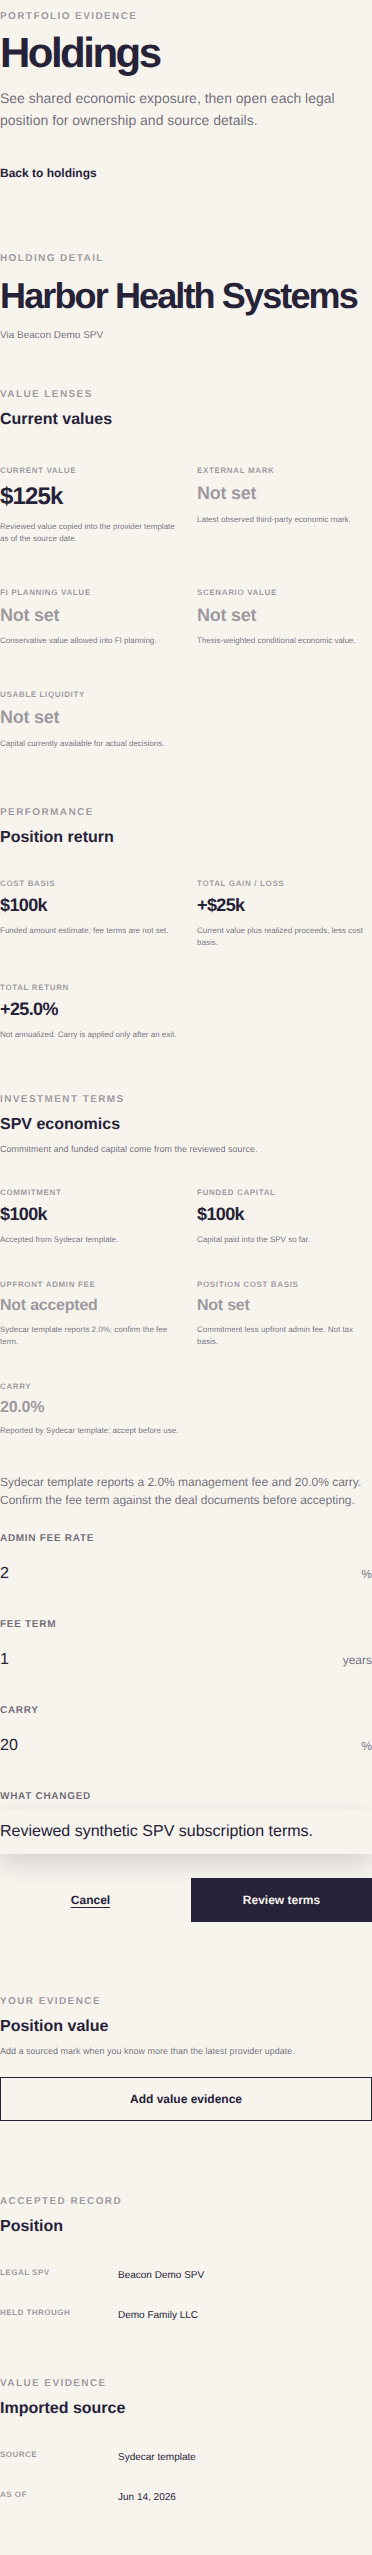 PORTFOLIO EVIDENCE
Holdings
See shared economic exposure, then open each legal
position for ownership and source details.
Back to holdings
HOLDING DETAIL
Harbor Health Systems
Via Beacon Demo SPV
VALUE LENSES
Current values
CURRENT VALUE
$125k
Reviewed value copied into the provider template
as of the source date.
EXTERNAL MARK
Not set
Latest observed third-party economic mark.
FI PLANNING VALUE
Not set
Conservative value allowed into FI planning.
SCENARIO VALUE
Not set
Thesis-weighted conditional economic value.
USABLE LIQUIDITY
Not set
Capital currently available for actual decisions.
PERFORMANCE
Position return
COST BASIS
$100k
Funded amount estimate; fee terms are not set.
TOTAL GAIN / LOSS
+$25k
Current value plus realized proceeds, less cost
basis.
TOTAL RETURN
+25.0%
Not annualized. Carry is applied only after an exit.
INVESTMENT TERMS
SPV economics
Commitment and funded capital come from the reviewed source.
COMMITMENT
$100k
Accepted from Sydecar template.
FUNDED CAPITAL
$100k
Capital paid into the SPV so far.
UPFRONT ADMIN FEE
Not accepted
Sydecar template reports 2.0%; confirm the fee
term.
POSITION COST BASIS
Not set
Commitment less upfront admin fee. Not tax
basis.
CARRY
20.0%
Reported by Sydecar template; accept before use.
Sydecar template reports a 2.0% management fee and 20.0% carry.
Confirm the fee term against the deal documents before accepting.
ADMIN FEE RATE
2 %
FEE TERM
1 years
CARRY
20 %
WHAT CHANGED
Reviewed synthetic SPV subscription terms.
Cancel
Review terms
YOUR EVIDENCE
Position value
Add a sourced mark when you know more than the latest provider update.
Add value evidence
ACCEPTED RECORD
Position
LEGAL SPV Beacon Demo SPV
HELD THROUGH Demo Family LLC
VALUE EVIDENCE
Imported source
SOURCE Sydecar template
AS OF Jun 14, 2026